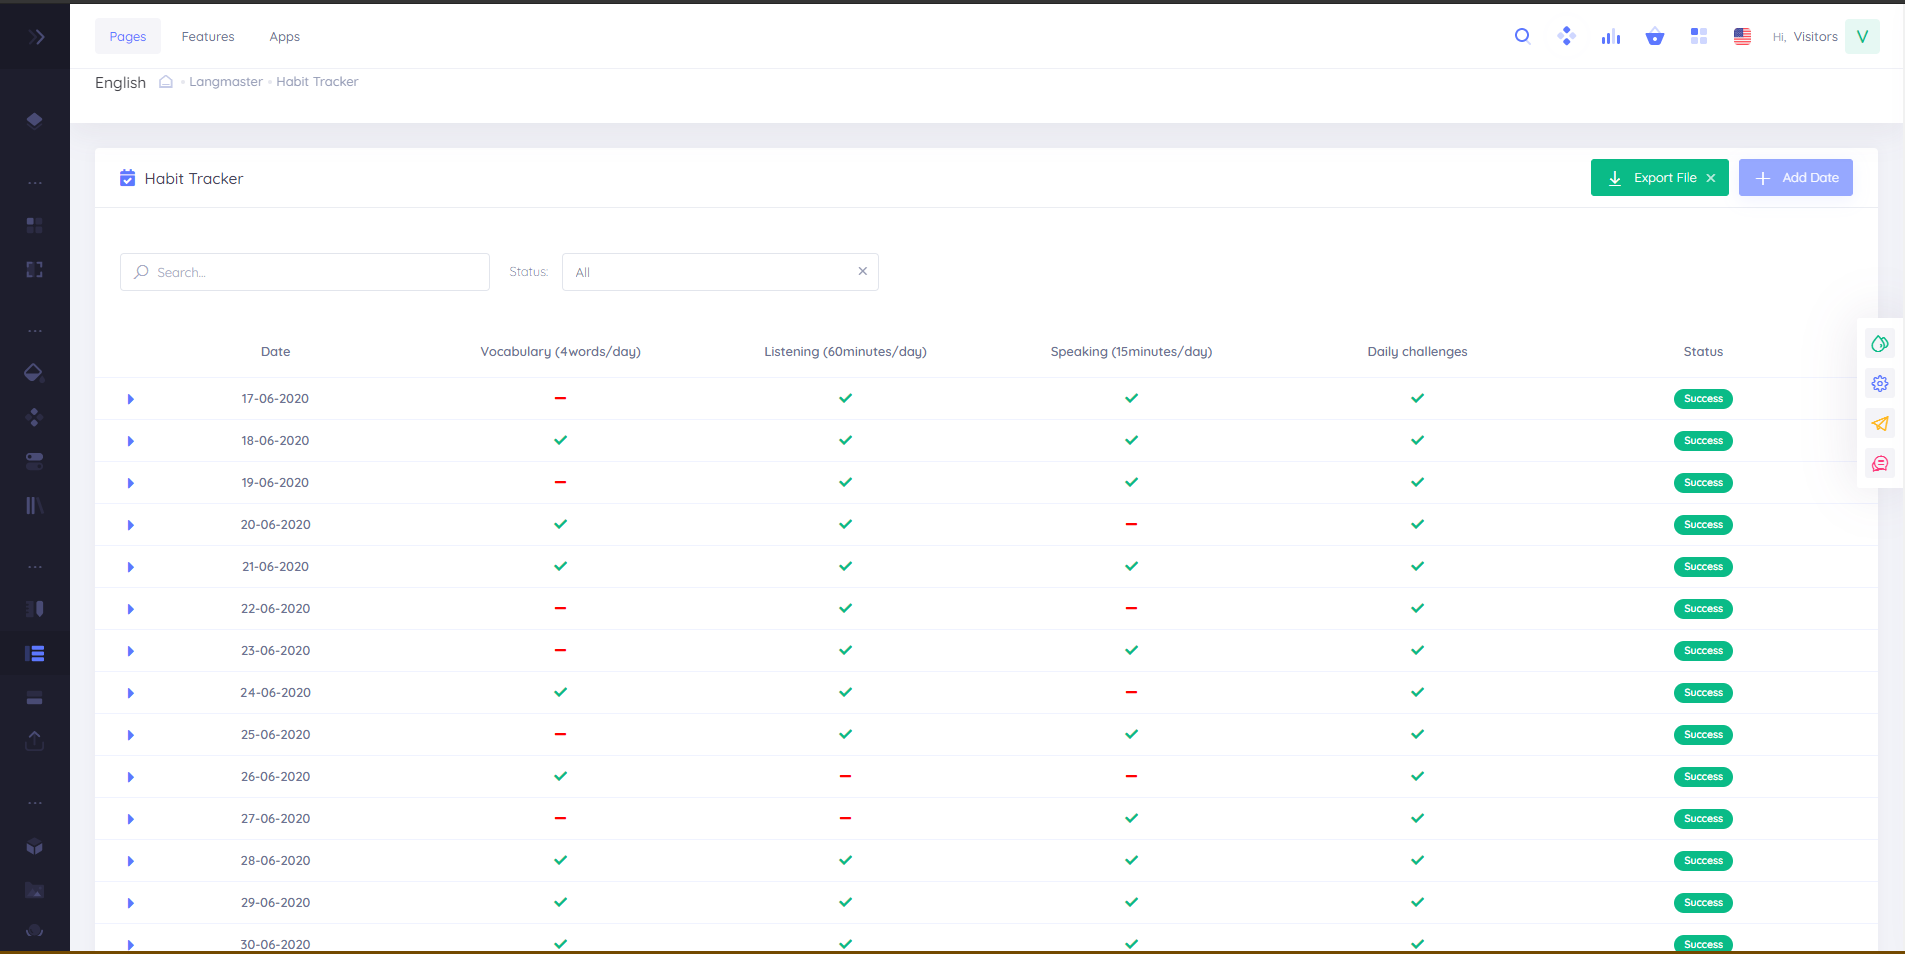 Pages Features Apps Hi, Visitors V
English Langmaster Habit Tracker
Habit Tracker Export File Add Date
Search... Status: All
Date Vocabulary (4words/day) Listening (60minutes/day) Speaking (15minutes/day) Daily challenges Status
17-06-2020 Success
18-06-2020 Success
19-06-2020 Success
20-06-2020 Success
21-06-2020 Success
22-06-2020 Success
23-06-2020 Success
24-06-2020 Success
25-06-2020 Success
26-06-2020 Success
27-06-2020 Success
28-06-2020 Success
29-06-2020 Success
30-06-2020 Success